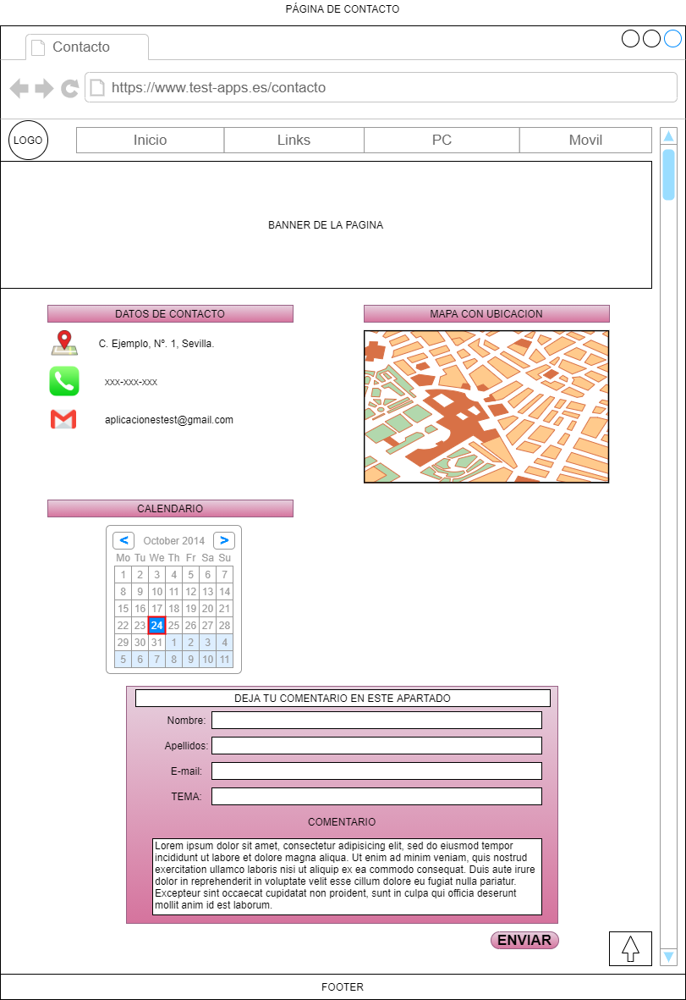 PÁGINA DE CONTACTO
Contacto
https://www.test-apps.es/contacto
LOGO
Inicio Links PC Movil
BANNER DE LA PAGINA
DATOS DE CONTACTO
C. Ejemplo, Nº. 1, Sevilla.
xxx-xxx-xxx
aplicacionestest@gmail.com
MAPA CON UBICACION
CALENDARIO
< October 2014 >
Mo Tu We Th Fr Sa Su
1 2 3 4 5 6 7
8 9 10 11 12 13 14
15 16 17 18 19 20 21
22 23 24 25 26 27 28
29 30 31 1 2 3 4
5 6 7 8 9 10 11
DEJA TU COMENTARIO EN ESTE APARTADO
Nombre:
Apellidos:
E-mail:
TEMA:
COMENTARIO
Lorem ipsum dolor sit amet, consectetur adipisicing elit, sed do eiusmod tempor
incididunt ut labore et dolore magna aliqua. Ut enim ad minim veniam, quis nostrud
exercitation ullamco laboris nisi ut aliquip ex ea commodo consequat. Duis aute irure
dolor in reprehenderit in voluptate velit esse cillum dolore eu fugiat nulla pariatur.
Excepteur sint occaecat cupidatat non proident, sunt in culpa qui officia deserunt
mollit anim id est laborum.
ENVIAR
FOOTER